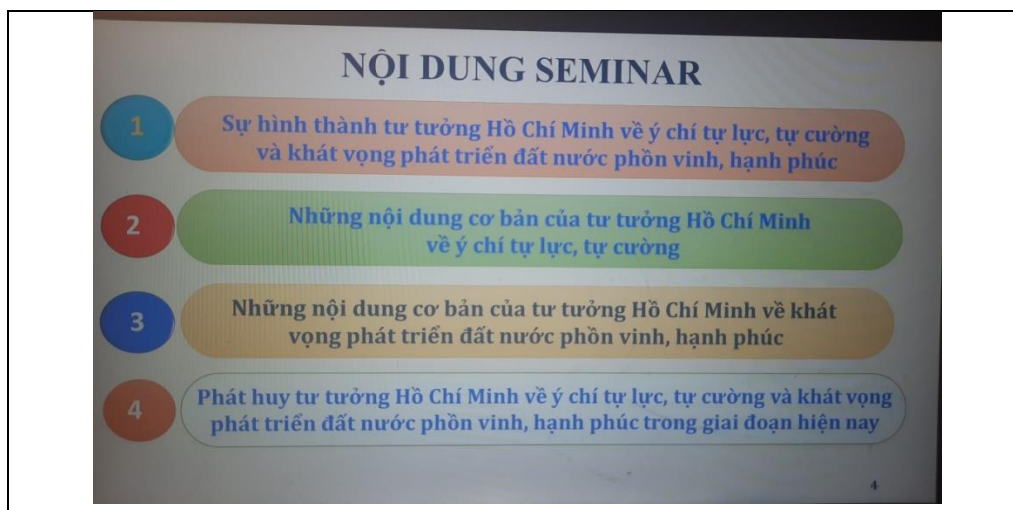 NỘI DUNG SEMINAR
1
Sự hình thành tư tưởng Hồ Chí Minh về ý chí tự lực, tự cường
và khát vọng phát triển đất nước phồn vinh, hạnh phúc
2
Những nội dung cơ bản của tư tưởng Hồ Chí Minh
về ý chí tự lực, tự cường
3
Những nội dung cơ bản của tư tưởng Hồ Chí Minh về khát
vọng phát triển đất nước phồn vinh, hạnh phúc
4
Phát huy tư tưởng Hồ Chí Minh về ý chí tự lực, tự cường và khát vọng
phát triển đất nước phồn vinh, hạnh phúc trong giai đoạn hiện nay
4